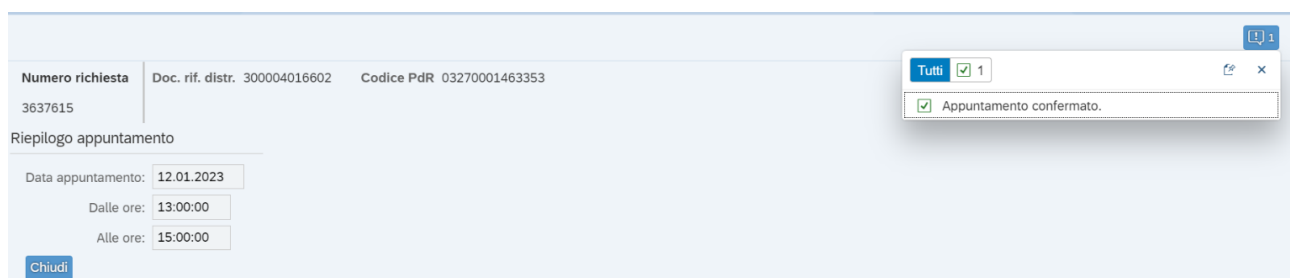 1
Numero richiesta Doc. rif. distr. 300004016602 Codice PdR 03270001463353
3637615
Tutti 1
Appuntamento confermato.
Riepilogo appuntamento
Data appuntamento: 12.01.2023
Dalle ore: 13:00:00
Alle ore: 15:00:00
Chiudi